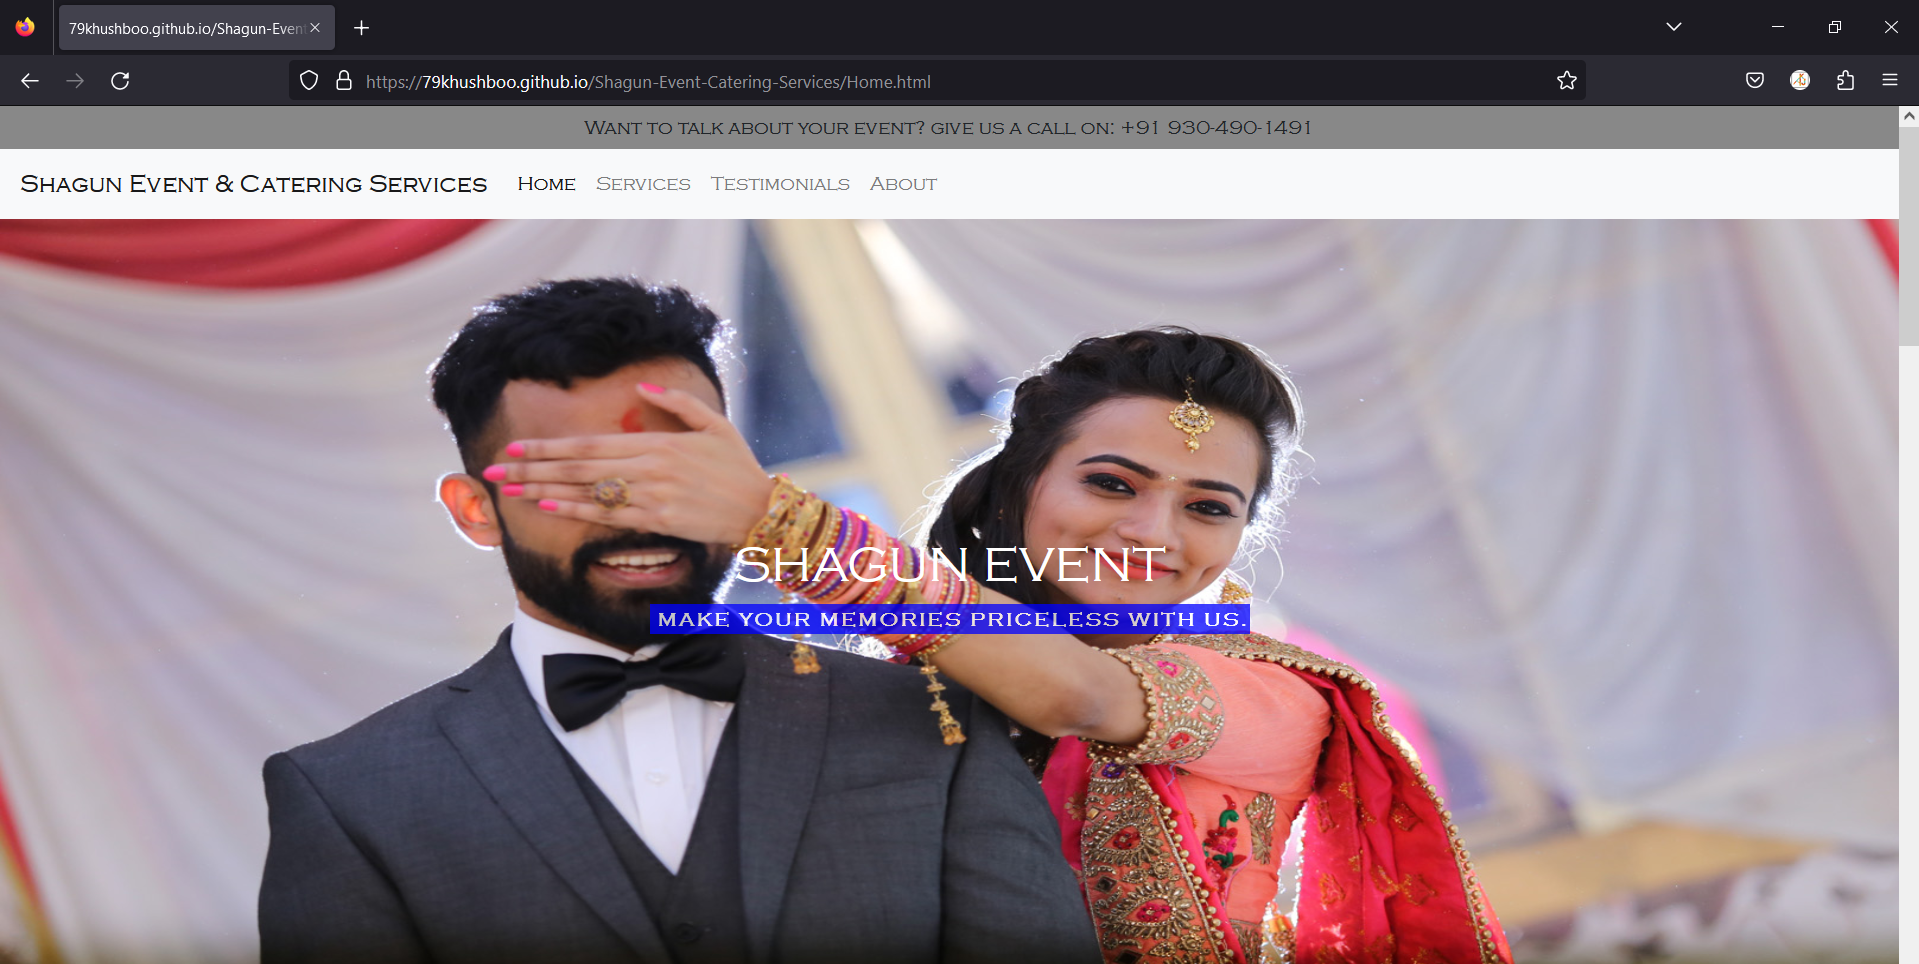 79khushboo.github.io/Shagun-Even
https://79khushboo.github.io/Shagun-Event-Catering-Services/Home.html
Want to talk about your event? give us a call on: +91 930-490-1491
Shagun Event & Catering Services Home Services Testimonials About
SHAGUN EVENT
MAKE YOUR MEMORIES PRICELESS WITH US.